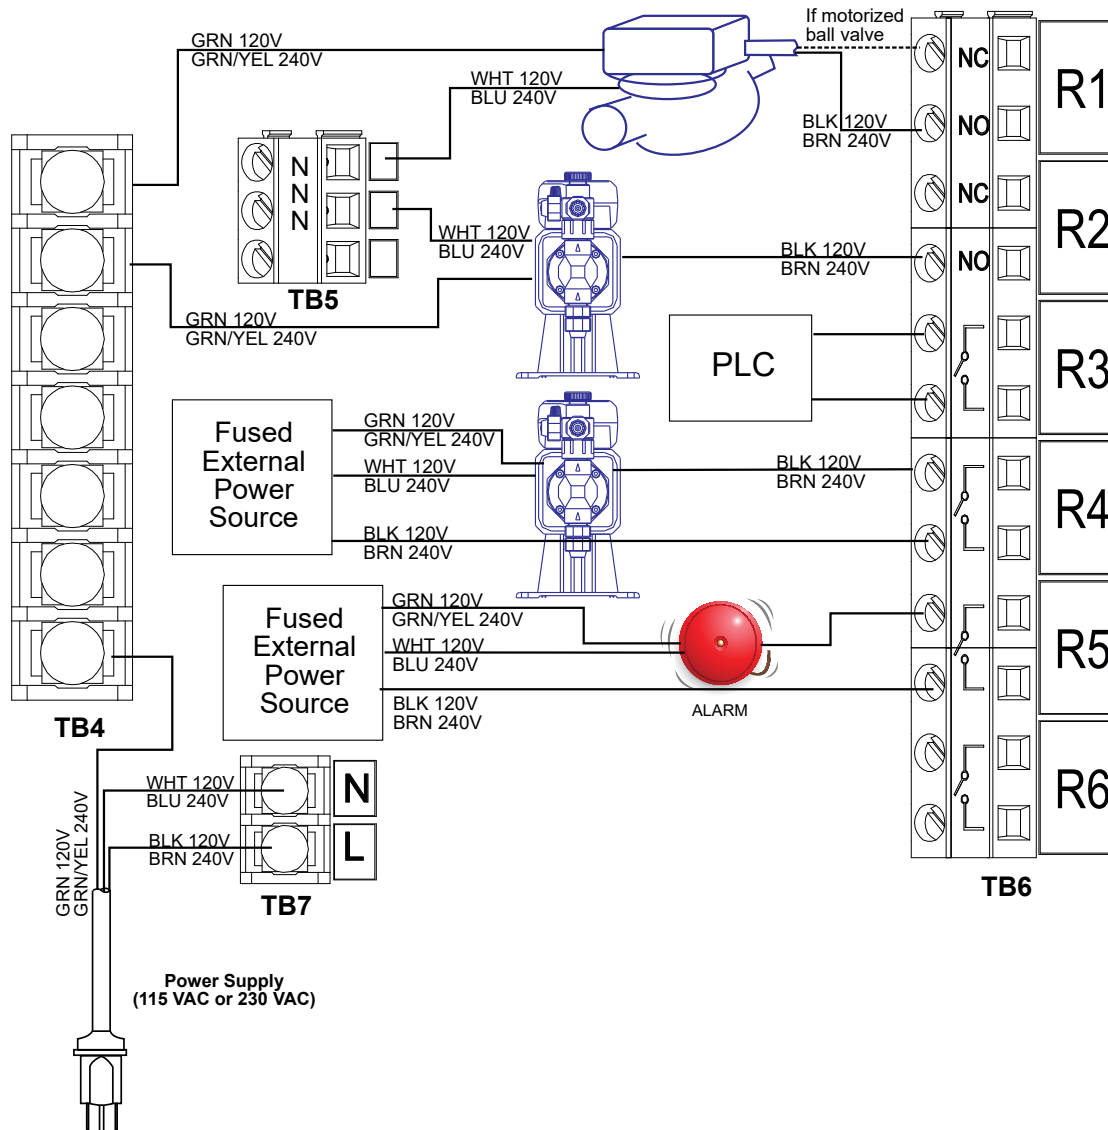 If motorized
ball valve
GRN 120V
GRN/YEL 240V
WHT 120V
BLU 240V
BLK 120V
BRN 240V
NC
R1
NO
N
N
N
TB5
NC
R2
NO
WHT 120V
BLU 240V
BLK 120V
BRN 240V
GRN 120V
GRN/YEL 240V
PLC
R3
Fused
External
Power
Source
GRN 120V
GRN/YEL 240V
WHT 120V
BLU 240V
BLK 120V
BRN 240V
BLK 120V
BRN 240V
R4
Fused
External
Power
Source
GRN 120V
GRN/YEL 240V
WHT 120V
BLU 240V
BLK 120V
BRN 240V
ALARM
R5
TB4
R6
WHT 120V
BLU 240V
N
BLK 120V
BRN 240V
L
GRN 120V
GRN/YEL 240V
TB7
TB6
Power Supply
(115 VAC or 230 VAC)